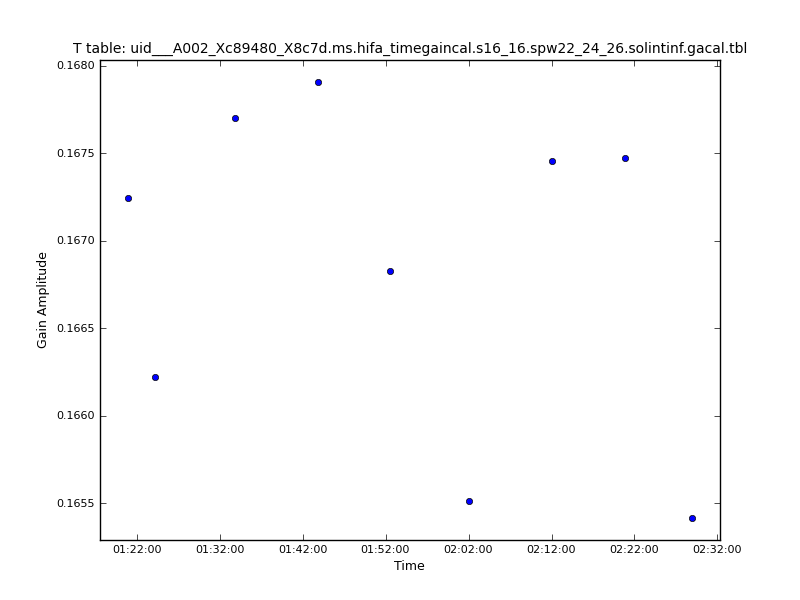 T table: uid___A002_Xc89480_X8c7d.ms.hifa_timegaincal.s16_16.spw22_24_26.solintinf.gacal.tbl
0.1680
0.1675
0.1670
0.1665
0.1660
0.1655
Gain Amplitude
01:22:00 01:32:00 01:42:00 01:52:00 02:02:00 02:12:00 02:22:00 02:32:00
Time